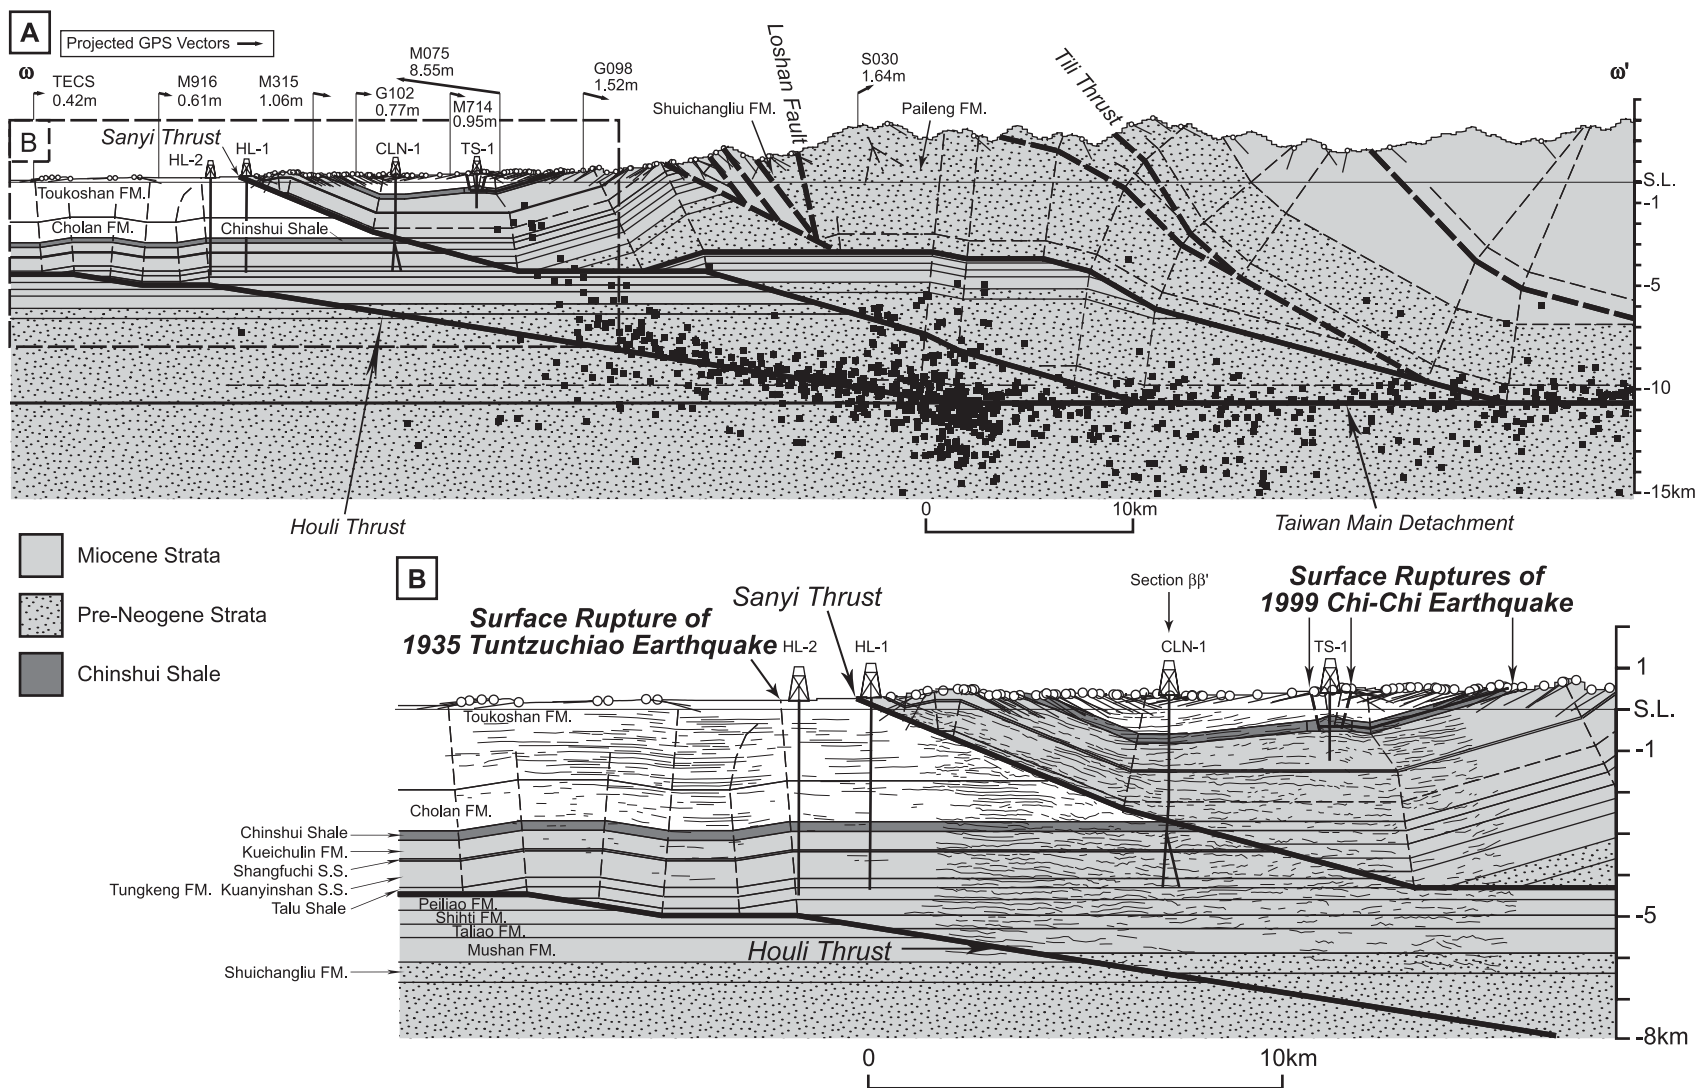 A
Projected GPS Vectors
ω
TECS
0.42m
M916
0.61m
M315
1.06m
M075
8.55m
G102
0.77m
M714
0.95m
G098
1.52m
S030
1.64m
ω'
Loshan Fault
Tili Thrust
Shuichangliu FM.
Paileng FM.
B
Sanyi Thrust
HL-2
HL-1
CLN-1
TS-1
Toukoshan FM.
Cholan FM.
Chinshui Shale
S.L.
-1
-5
-10
-15km
Houli Thrust
0
10km
Taiwan Main Detachment
Miocene Strata
Pre-Neogene Strata
Chinshui Shale
B
Surface Rupture of
1935 Tuntzuchiao Earthquake
Sanyi Thrust
Section ββ'
Surface Ruptures of
1999 Chi-Chi Earthquake
HL-2
HL-1
CLN-1
TS-1
1
S.L.
-1
-5
-8km
Toukoshan FM.
Cholan FM.
Chinshui Shale
Kueichulin FM.
Shangfuchi S.S.
Tungkeng FM. Kuanyinshan S.S.
Talu Shale
Peiliao FM.
Shihti FM.
Taliao FM.
Mushan FM.
Shuichangliu FM.
Houli Thrust
0
10km